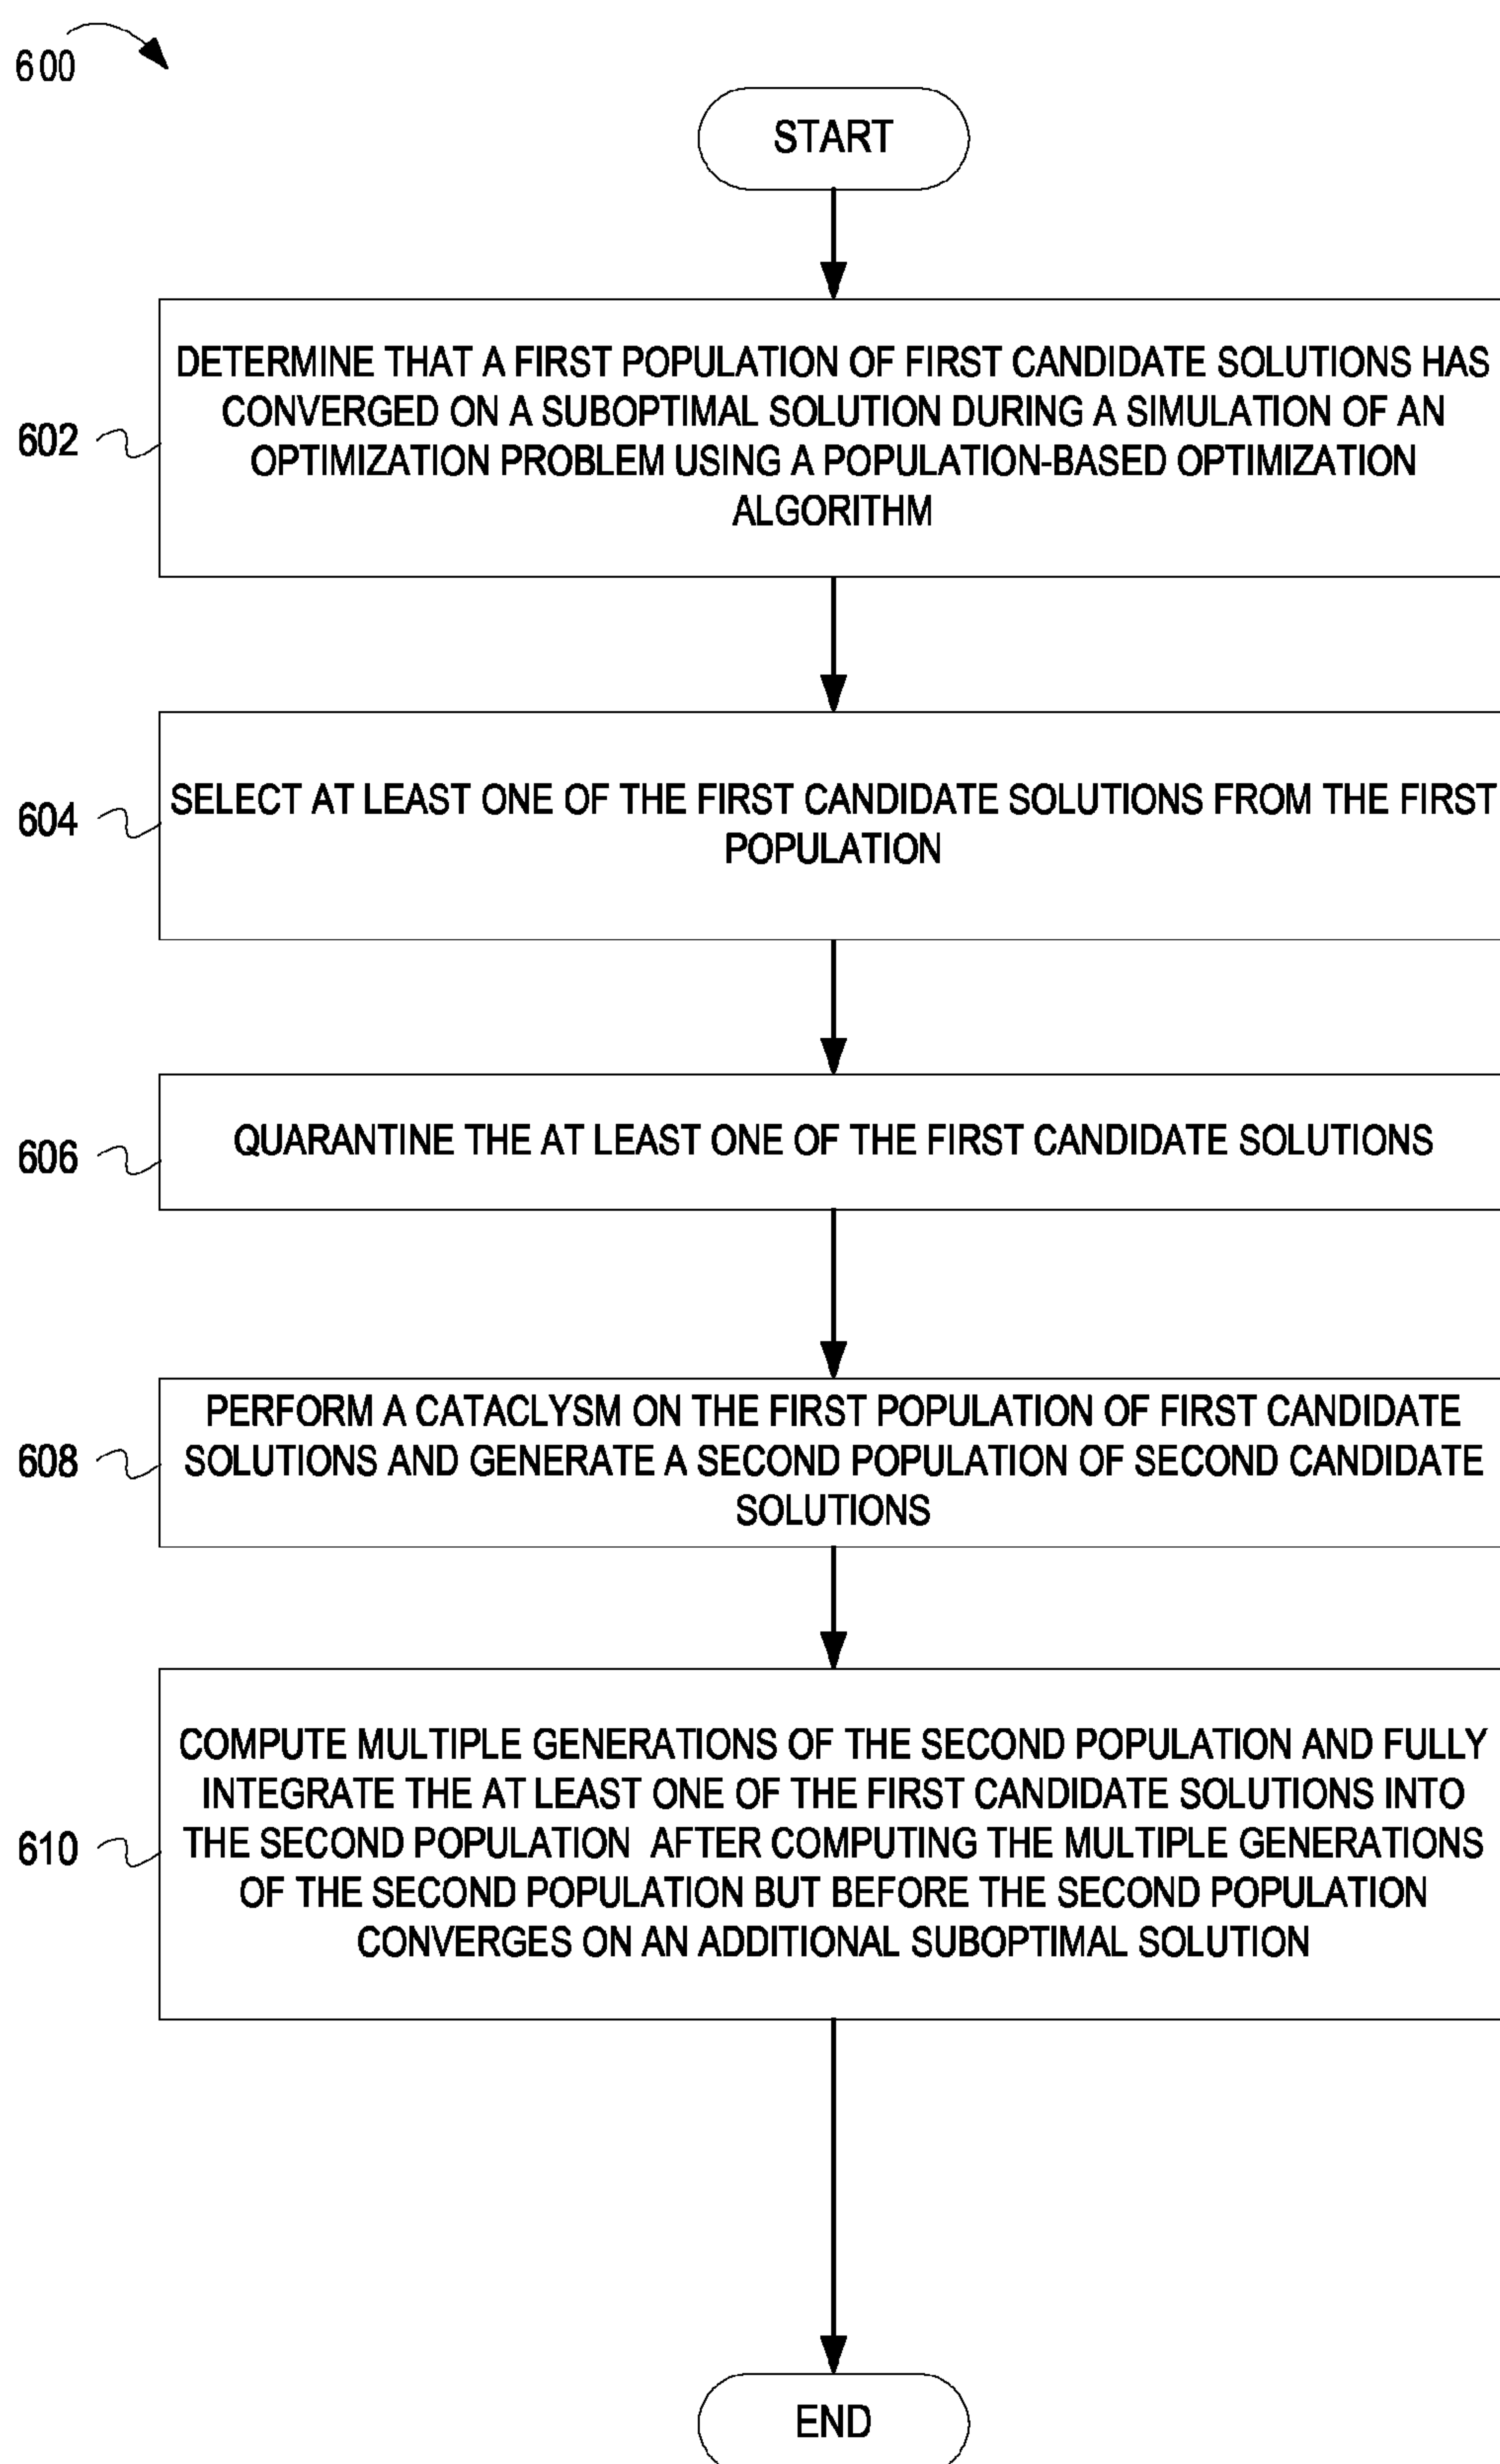 600
START
602
DETERMINE THAT A FIRST POPULATION OF FIRST CANDIDATE SOLUTIONS HAS
CONVERGED ON A SUBOPTIMAL SOLUTION DURING A SIMULATION OF AN
OPTIMIZATION PROBLEM USING A POPULATION-BASED OPTIMIZATION
ALGORITHM
604
SELECT AT LEAST ONE OF THE FIRST CANDIDATE SOLUTIONS FROM THE FIRST
POPULATION
606
QUARANTINE THE AT LEAST ONE OF THE FIRST CANDIDATE SOLUTIONS
608
PERFORM A CATACLYSM ON THE FIRST POPULATION OF FIRST CANDIDATE
SOLUTIONS AND GENERATE A SECOND POPULATION OF SECOND CANDIDATE
SOLUTIONS
610
COMPUTE MULTIPLE GENERATIONS OF THE SECOND POPULATION AND FULLY
INTEGRATE THE AT LEAST ONE OF THE FIRST CANDIDATE SOLUTIONS INTO
THE SECOND POPULATION AFTER COMPUTING THE MULTIPLE GENERATIONS
OF THE SECOND POPULATION BUT BEFORE THE SECOND POPULATION
CONVERGES ON AN ADDITIONAL SUBOPTIMAL SOLUTION
END